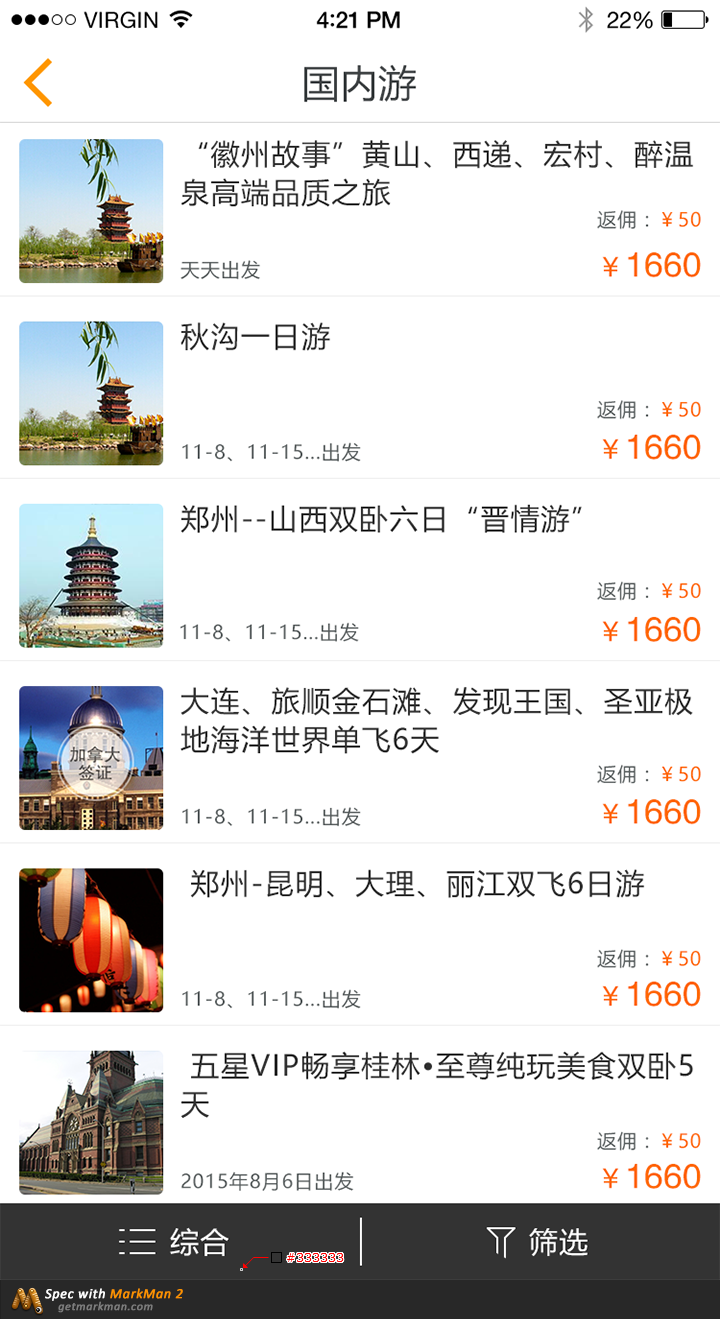 VIRGIN 4:21 PM 22%
国内游
“徽州故事”黄山、西递、宏村、醉温
泉高端品质之旅
返佣：￥50
天天出发
￥1660
秋沟一日游
返佣：￥50
11-8、11-15...出发
￥1660
郑州--山西双卧六日“晋情游”
返佣：￥50
11-8、11-15...出发
￥1660
大连、旅顺金石滩、发现王国、圣亚极
地海洋世界单飞6天
加拿大
签证
返佣：￥50
11-8、11-15...出发
￥1660
郑州-昆明、大理、丽江双飞6日游
返佣：￥50
11-8、11-15...出发
￥1660
五星VIP畅享桂林•至尊纯玩美食双卧5
天
返佣：￥50
2015年8月6日出发
￥1660
综合 筛选
#333333
Spec with MarkMan 2
getmarkman.com